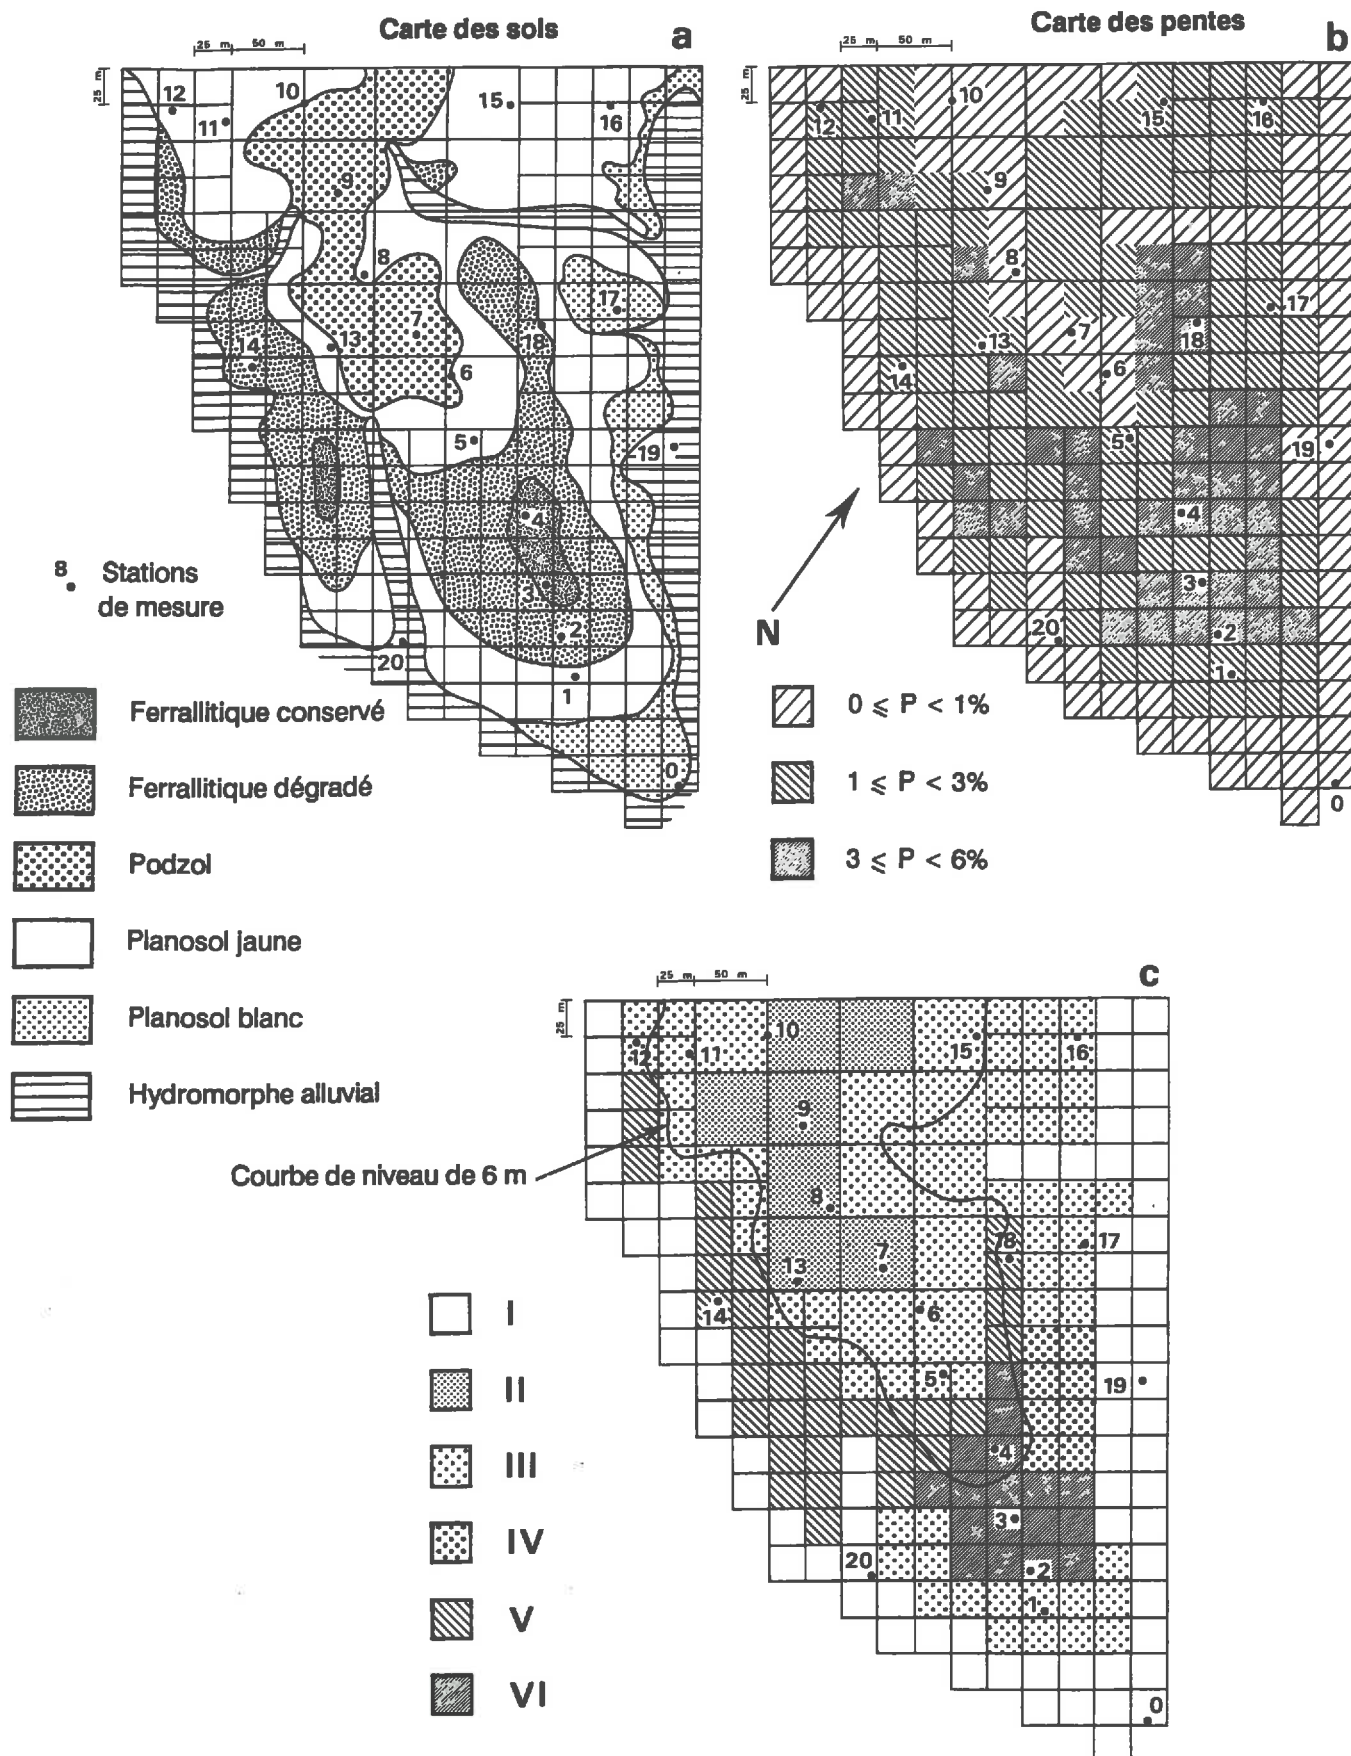 Carte des sols
a
25 m
50 m
25 m
12
11
10
15
16
9
8
7
17
13
14
18
6
5
19
4
3
2
20
1
0
8
Stations
de mesure
Ferrallitique conservé
Ferrallitique dégradé
Podzol
Planosol jaune
Planosol blanc
Hydromorphe alluvial
Carte des pentes
b
25 m
50 m
25 m
10
12
11
15
16
9
8
17
7
13
18
14
6
5
19
4
3
20
2
1
0
N
0 ⩽ P < 1%
1 ⩽ P < 3%
3 ⩽ P < 6%
c
25 m
50 m
25 m
10
12
11
15
16
9
Courbe de niveau de 6 m
8
7
18
17
13
14
6
5
19
4
3
20
2
1
0
I
II
III
IV
V
VI